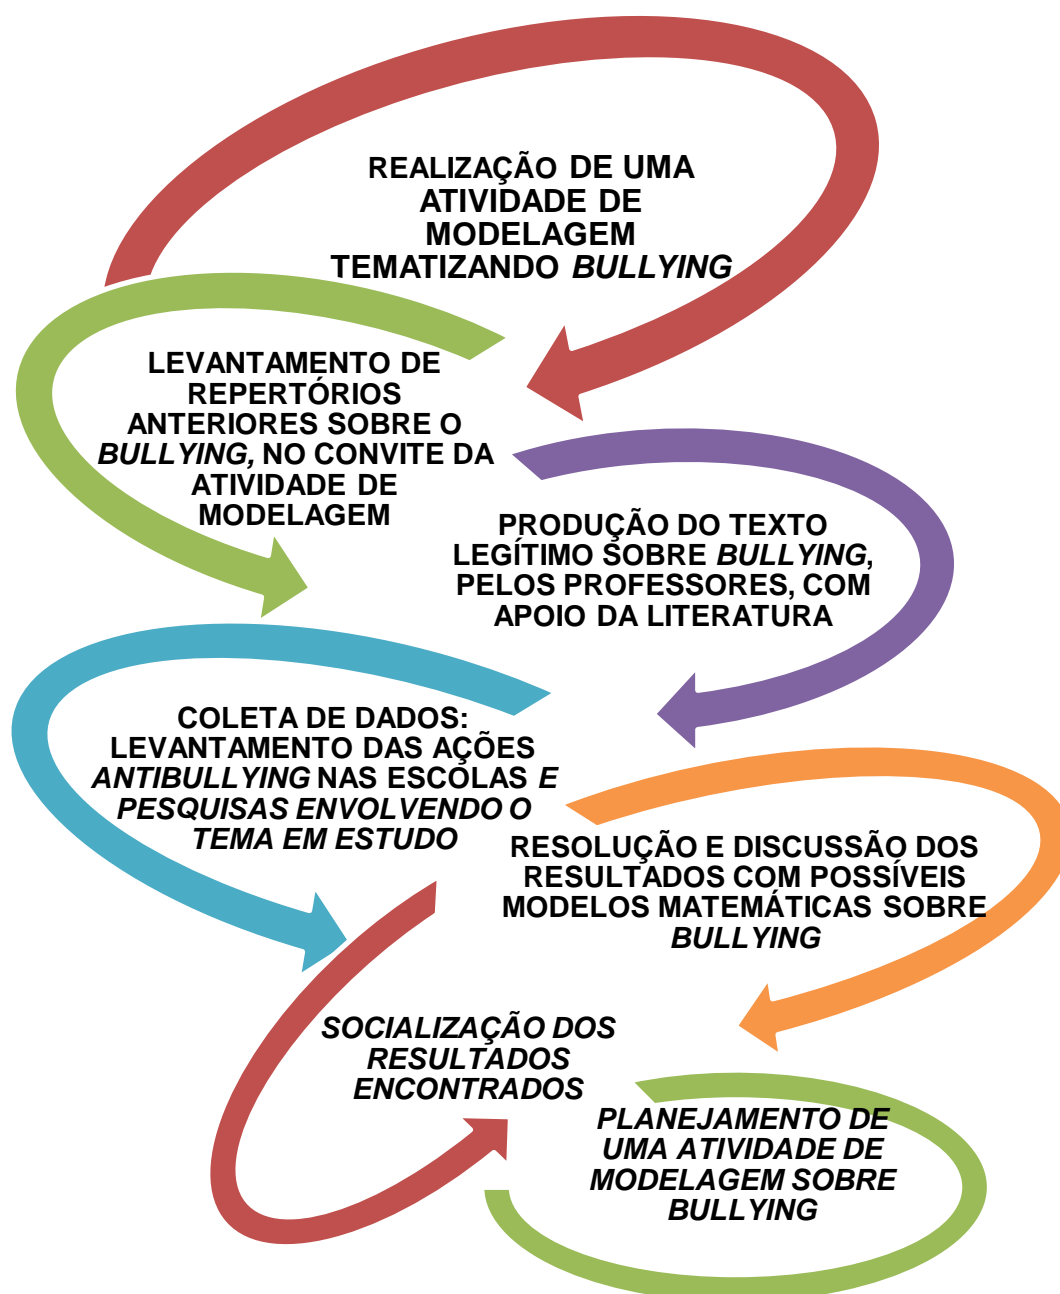 REALIZAÇÃO DE UMA
ATIVIDADE DE
MODELAGEM
TEMATIZANDO BULLYING
LEVANTAMENTO DE
REPERTÓRIOS
ANTERIORES SOBRE O
BULLYING, NO CONVITE DA
ATIVIDADE DE
MODELAGEM
PRODUÇÃO DO TEXTO
LEGÍTIMO SOBRE BULLYING,
PELOS PROFESSORES, COM
APOIO DA LITERATURA
COLETA DE DADOS:
LEVANTAMENTO DAS AÇÕES
ANTIBULLYING NAS ESCOLAS E
PESQUISAS ENVOLVENDO O
TEMA EM ESTUDO
RESOLUÇÃO E DISCUSSÃO DOS
RESULTADOS COM POSSÍVEIS
MODELOS MATEMÁTICAS SOBRE
BULLYING
SOCIALIZAÇÃO DOS
RESULTADOS
ENCONTRADOS
PLANEJAMENTO DE
UMA ATIVIDADE DE
MODELAGEM SOBRE
BULLYING